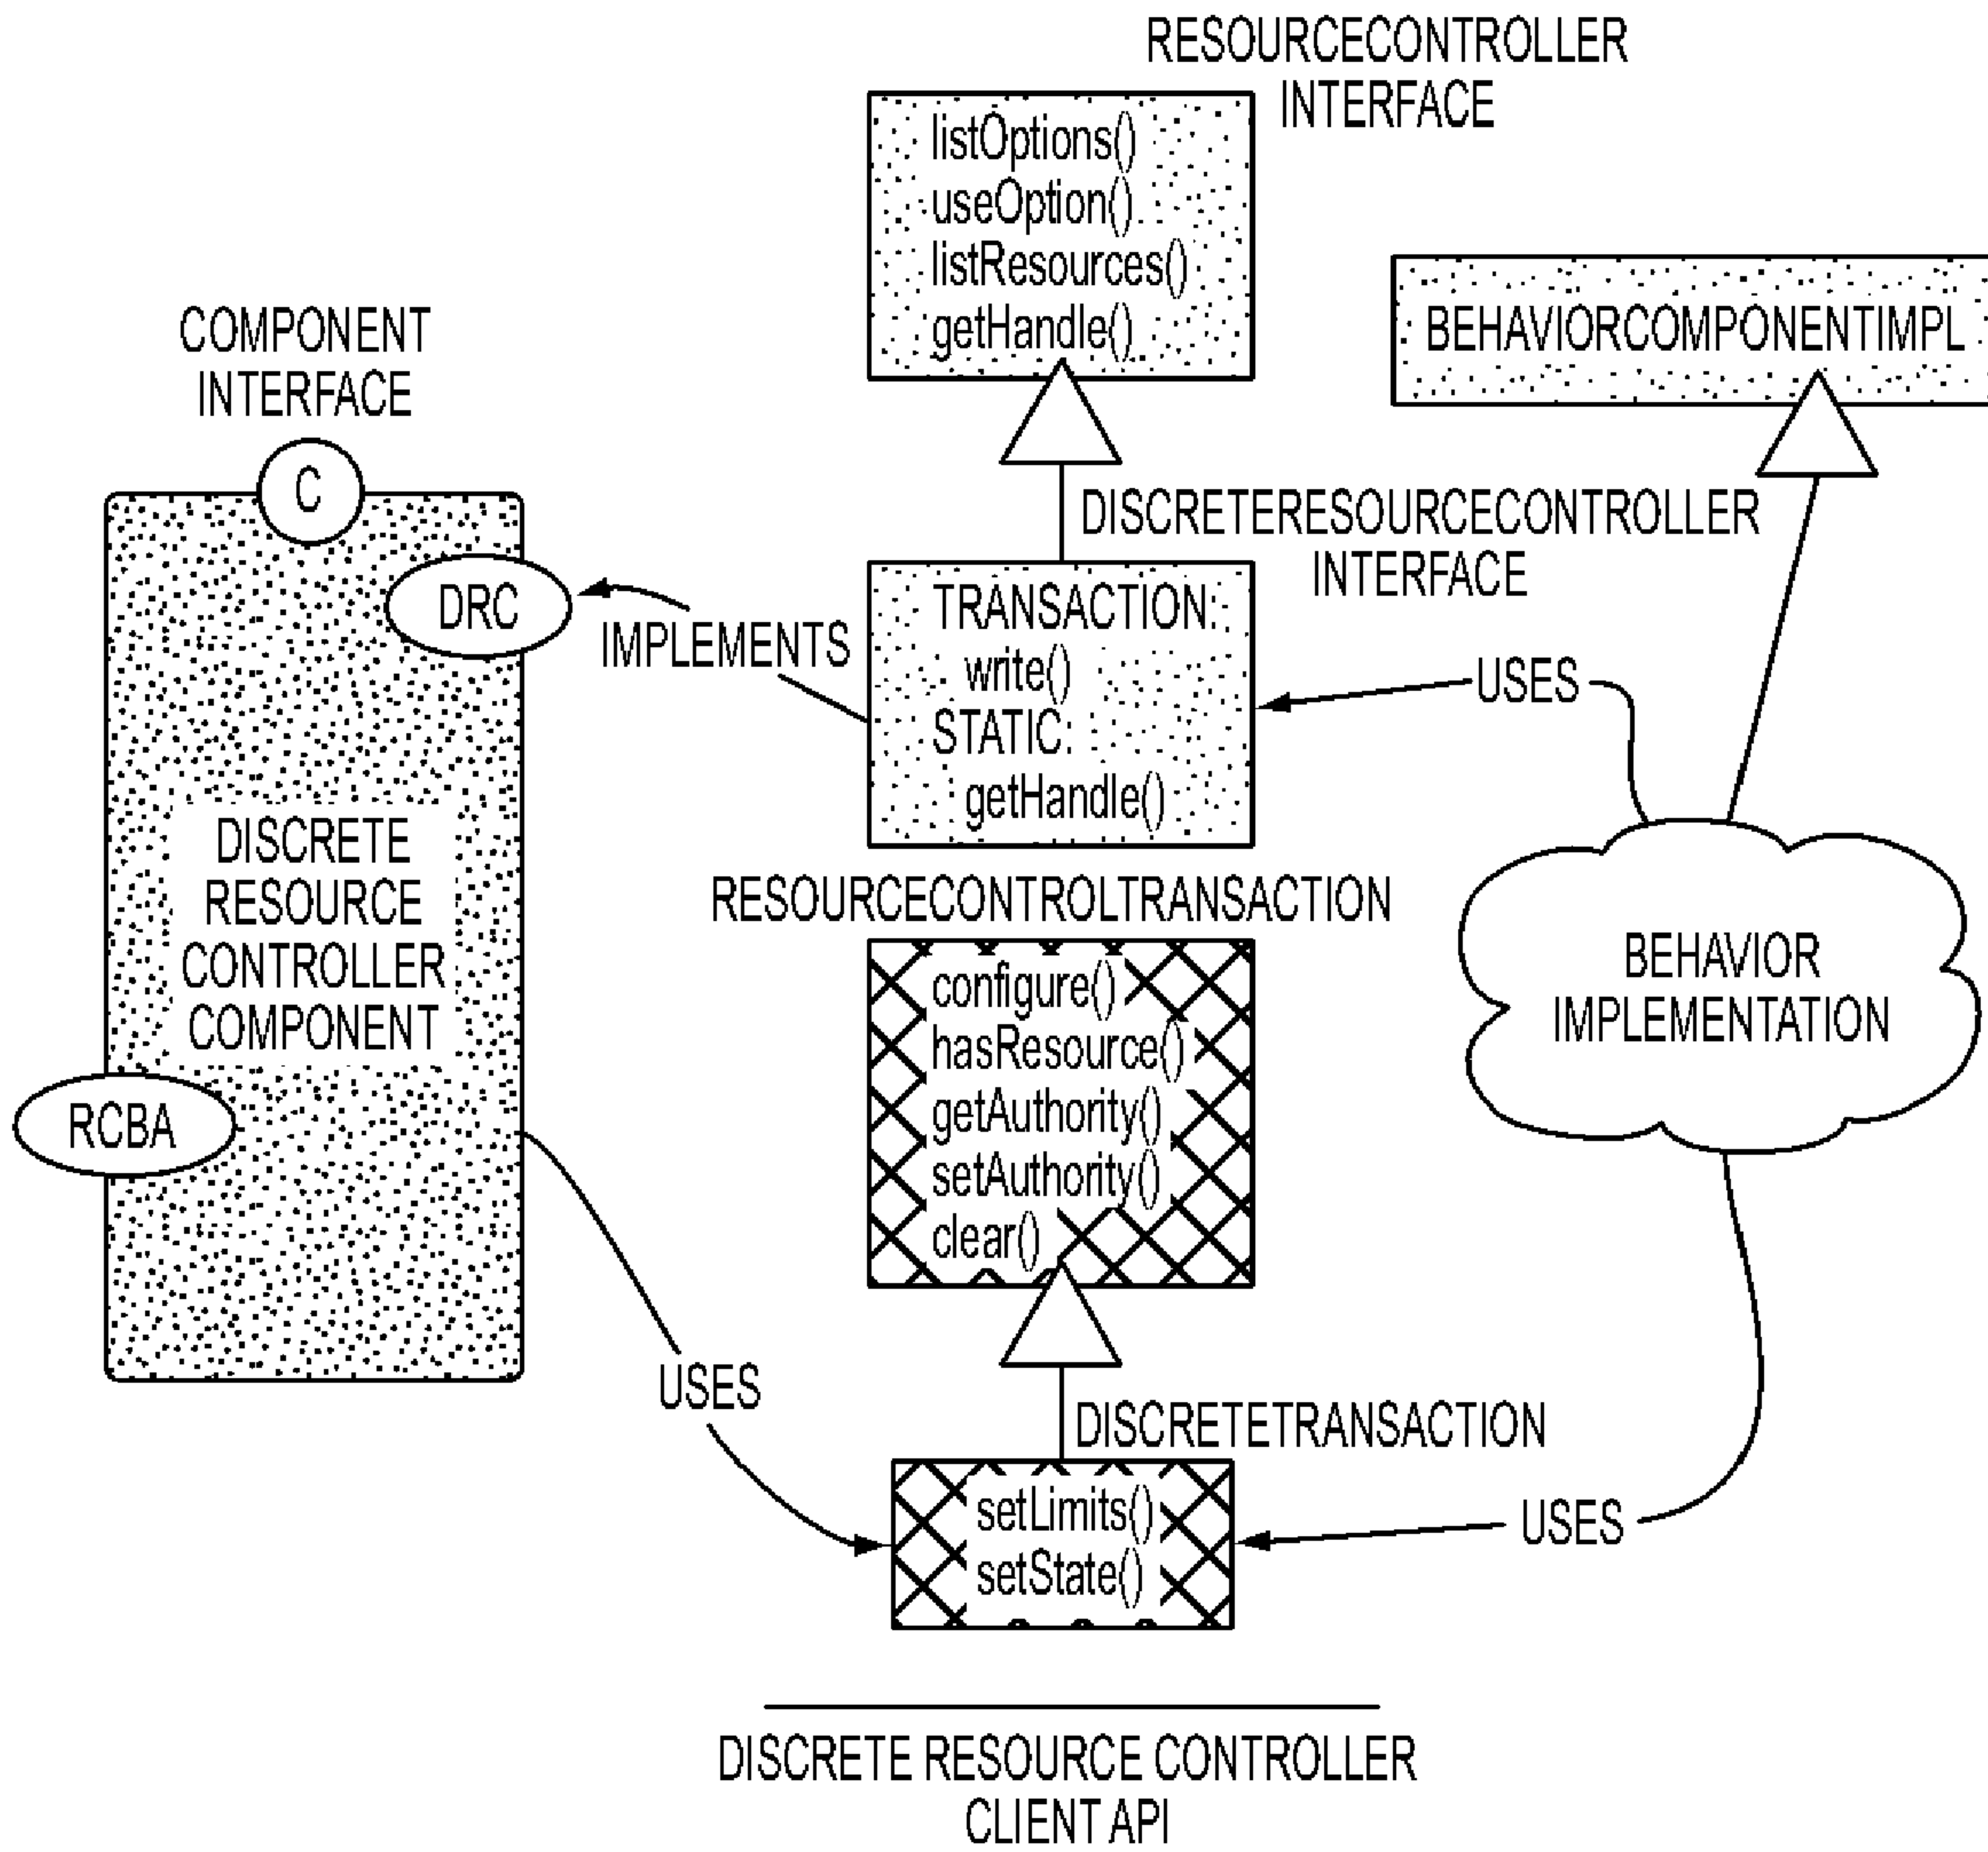 RESOURCECONTROLLER
INTERFACE
listOptions()
useOption()
listResources()
getHandle()
BEHAVIORCOMPONENTIMPL
COMPONENT
INTERFACE
C
DRC
IMPLEMENTS
DISCRETERESOURCECONTROLLER
INTERFACE
TRANSACTION:
write()
STATIC:
getHandle()
USES
DISCRETE
RESOURCE
CONTROLLER
COMPONENT
RCBA
RESOURCECONTROLTRANSACTION
configure()
hasResource()
getAuthority()
setAuthority()
clear()
BEHAVIOR
IMPLEMENTATION
USES
DISCRETETRANSACTION
setLimits()
setState()
USES
DISCRETE RESOURCE CONTROLLER
CLIENT API